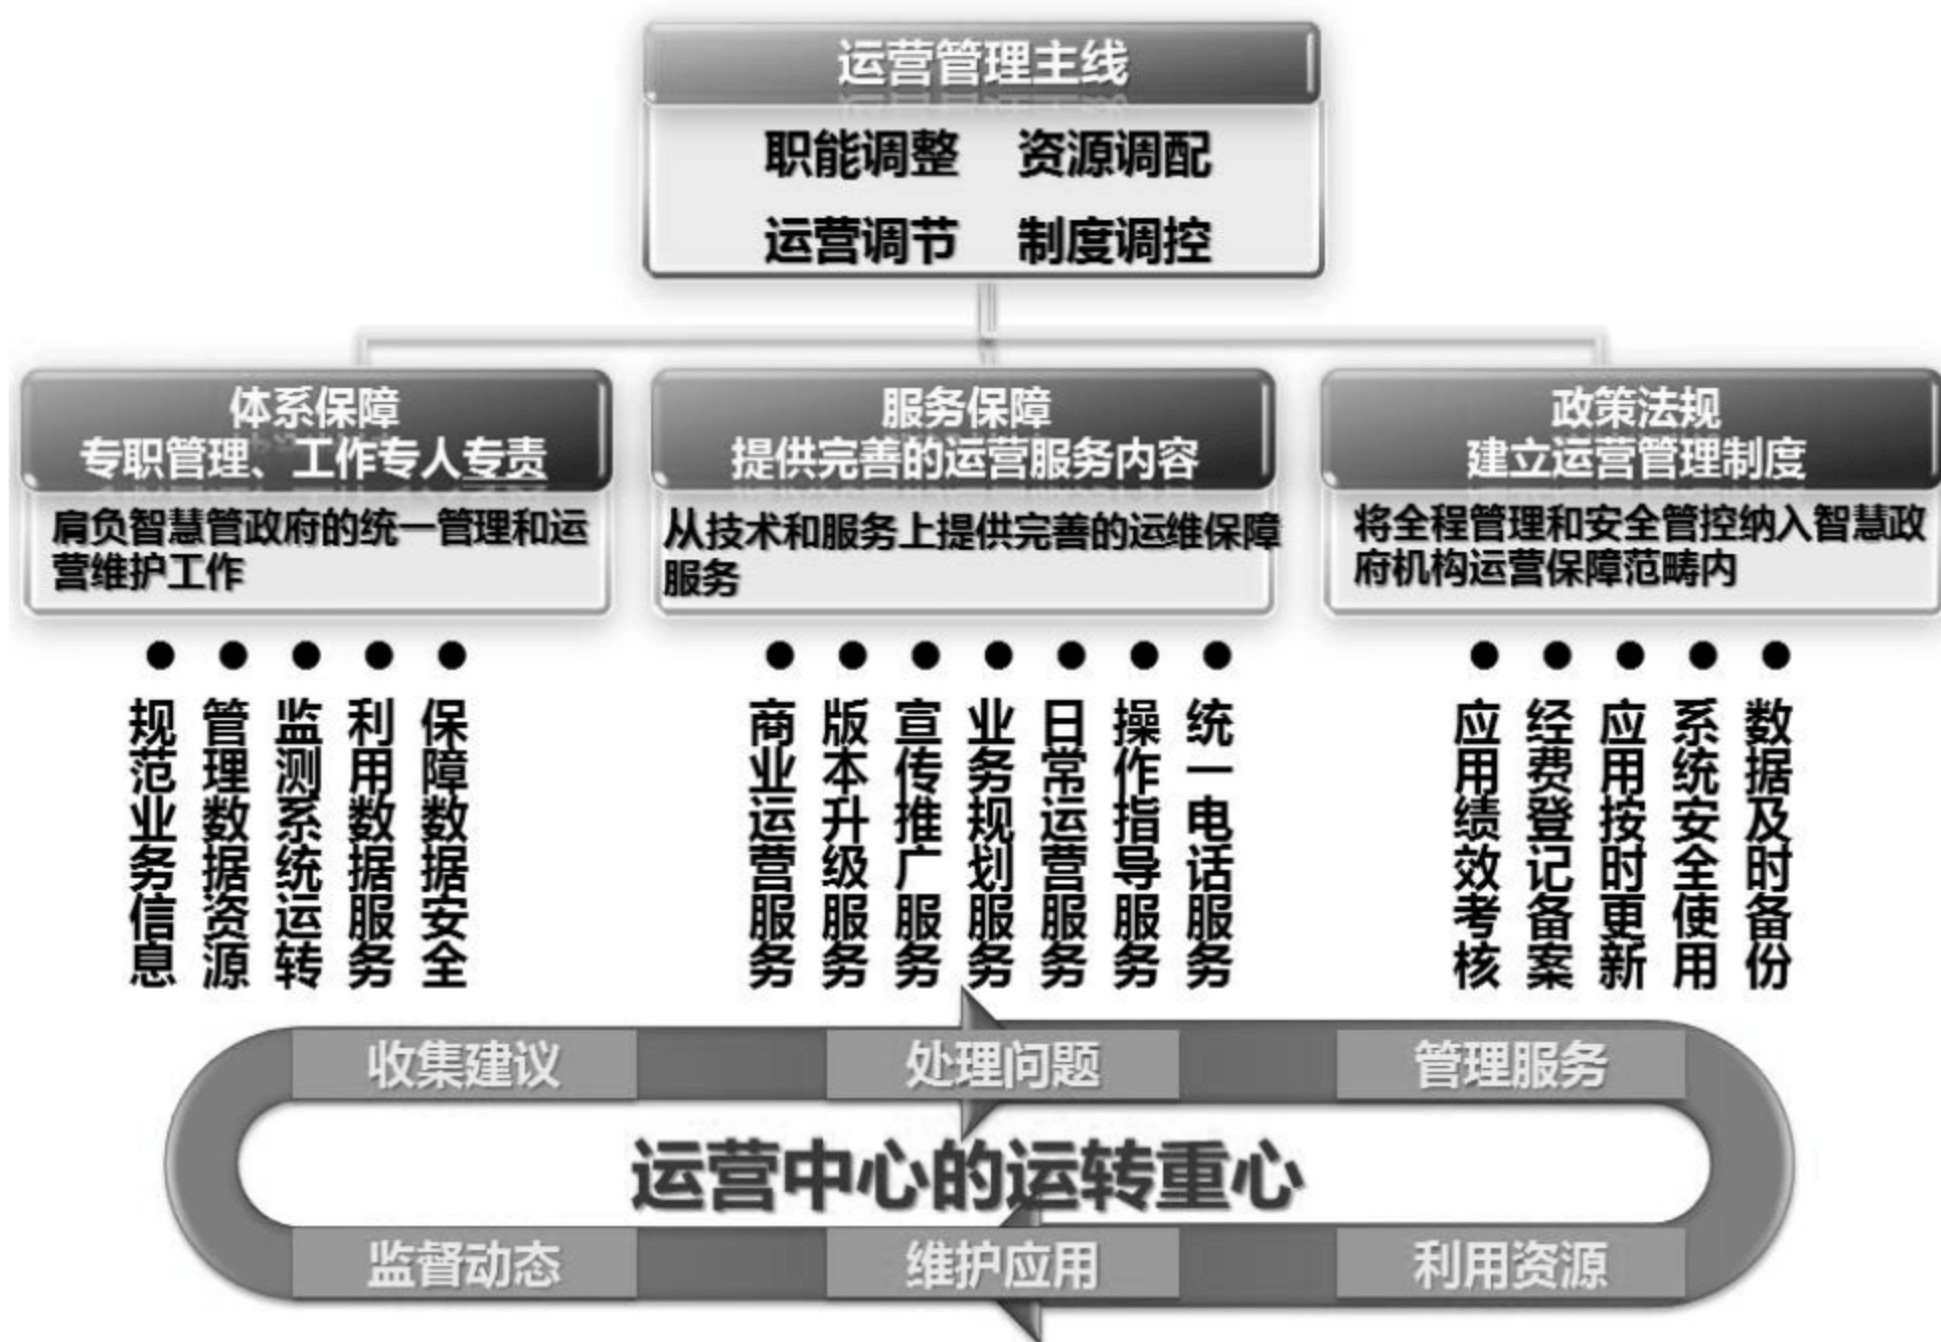 运营管理主线
职能调整 资源调配
运营调节 制度调控
体系保障
专职管理、工作专人专责
肩负智慧管政府的统一管理和运
营维护工作
规范业务信息
管理数据资源
监测系统运转
利用数据服务
保障数据安全
服务保障
提供完善的运营服务内容
从技术和服务上提供完善的运维保障
服务
商业运营服务
版本升级服务
宣传推广服务
业务规划服务
日常运营服务
操作指导服务
统一电话服务
政策法规
建立运营管理制度
将全程管理和安全管控纳入智慧政
府机构运营保障范畴内
应用绩效考核
经费登记备案
应用按时更新
系统安全使用
数据及时备份
收集建议
处理问题
管理服务
运营中心的运转重心
监督动态
维护应用
利用资源